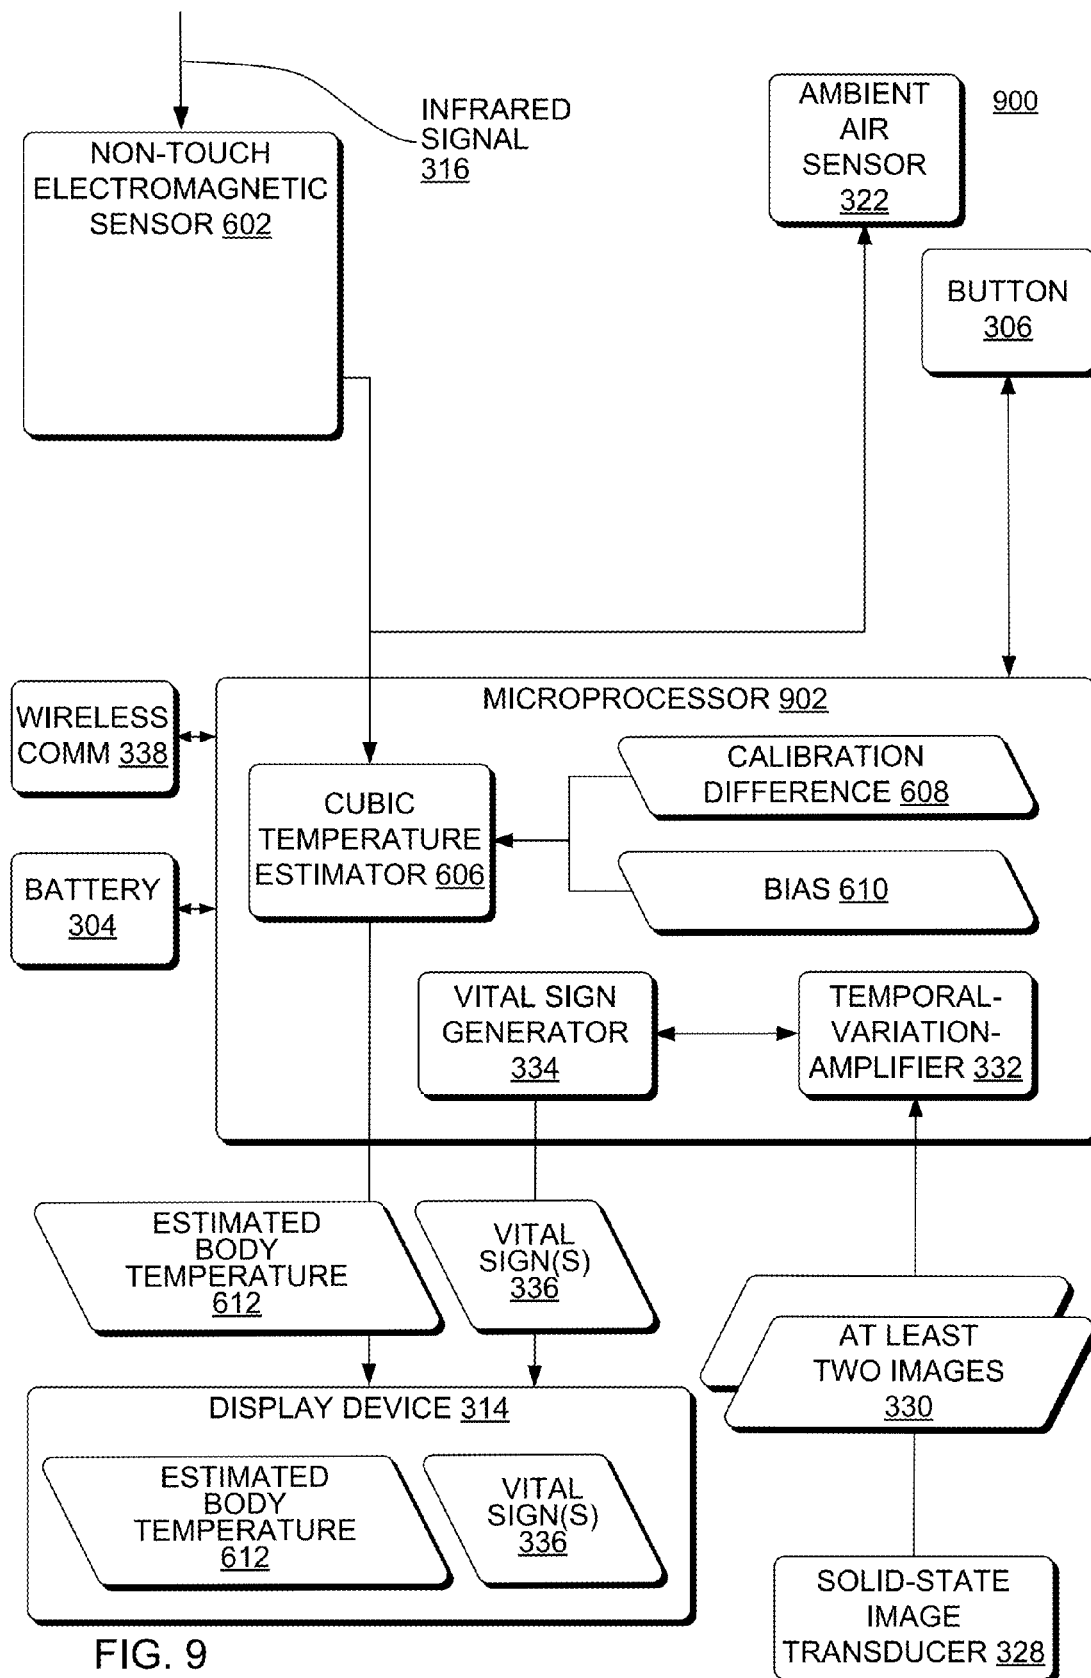 INFRARED
SIGNAL
316
AMBIENT
AIR
SENSOR
322
900
NON-TOUCH
ELECTROMAGNETIC
SENSOR 602
BUTTON
306
MICROPROCESSOR 902
WIRELESS
COMM 338
CALIBRATION
DIFFERENCE 608
CUBIC
TEMPERATURE
ESTIMATOR 606
BATTERY
304
BIAS 610
VITAL SIGN
GENERATOR
334
TEMPORAL-
VARIATION-
AMPLIFIER 332
ESTIMATED
BODY
TEMPERATURE
612
VITAL
SIGN(S)
336
AT LEAST
TWO IMAGES
330
DISPLAY DEVICE 314
ESTIMATED
BODY
TEMPERATURE
612
VITAL
SIGN(S)
336
SOLID-STATE
IMAGE
TRANSDUCER 328
FIG. 9